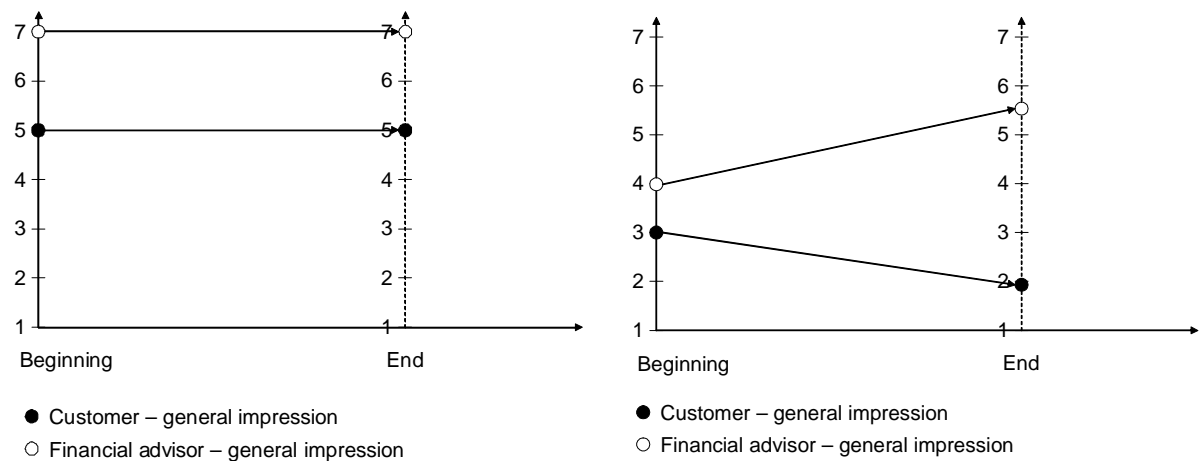 7 7
6 6
5 5
4 4
3 3
2 2
1 1
Beginning End
Customer – general impression
Financial advisor – general impression
7 7
6 6
5 5
4 4
3 3
2 2
1 1
Beginning End
Customer – general impression
Financial advisor – general impression